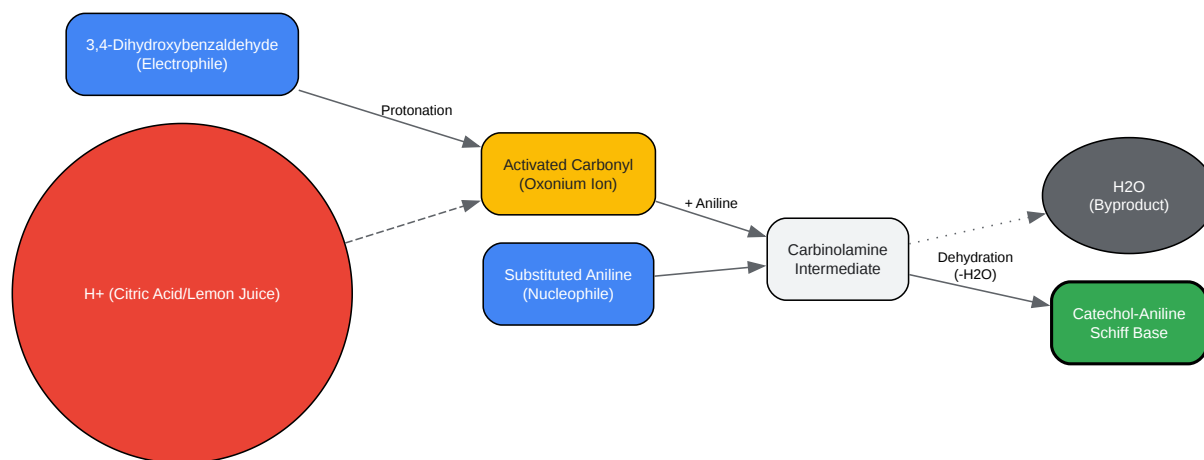 3,4-Dihydroxybenzaldehyde
(Electrophile)
Protonation
H+ (Citric Acid/Lemon Juice)
Activated Carbonyl
(Oxonium Ion)
+ Aniline
Substituted Aniline
(Nucleophile)
Carbinolamine
Intermediate
H2O
(Byproduct)
Dehydration
(-H2O)
Catechol-Aniline
Schiff Base